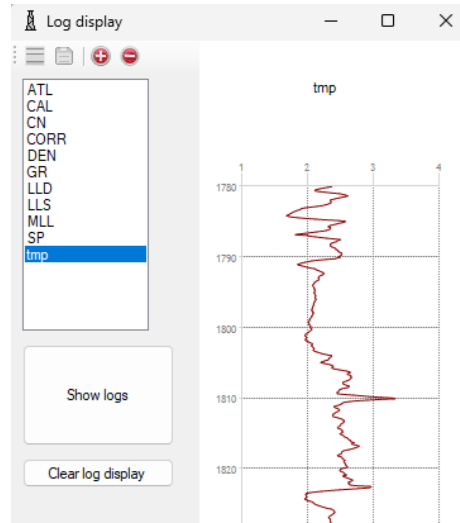 Log display
ATL
CAL
CN
CORR
DEN
GR
LLD
LLS
MLL
SP
tmp
Show logs
Clear log display
tmp
1 2 3 4
1780
1790
1800
1810
1820